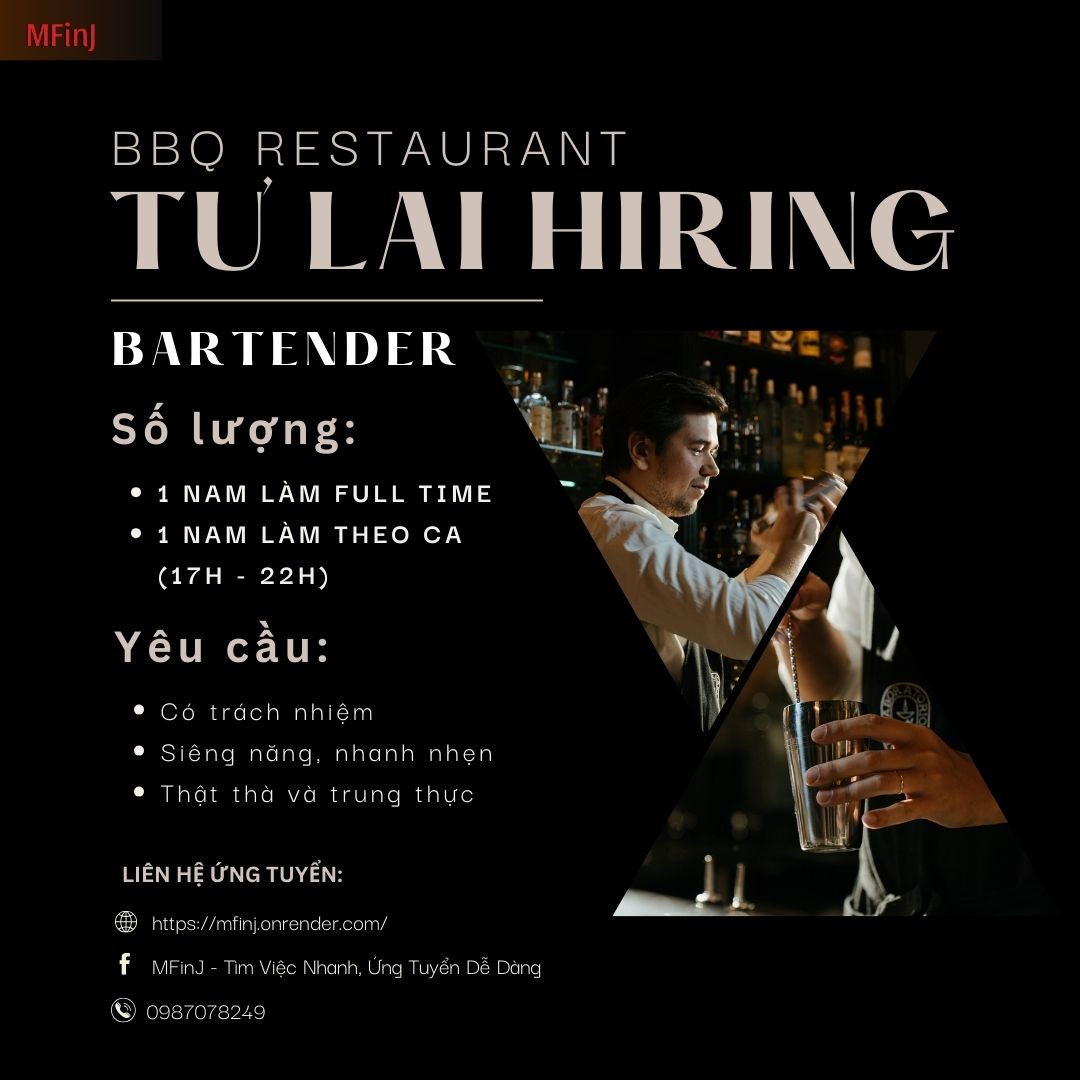 MFinJ
BBQ RESTAURANT
TƯ LAI HIRING
BARTENDER
Số lượng:
1 NAM LÀM FULL TIME
1 NAM LÀM THEO CA
(17H - 22H)
Yêu cầu:
Có trách nhiệm
Siêng năng, nhanh nhẹn
Thật thà và trung thực
LIÊN HỆ ỨNG TUYỂN:
https://mfinj.onrender.com/
MFinJ - Tìm Việc Nhanh, Ứng Tuyển Dễ Dàng
0987078249